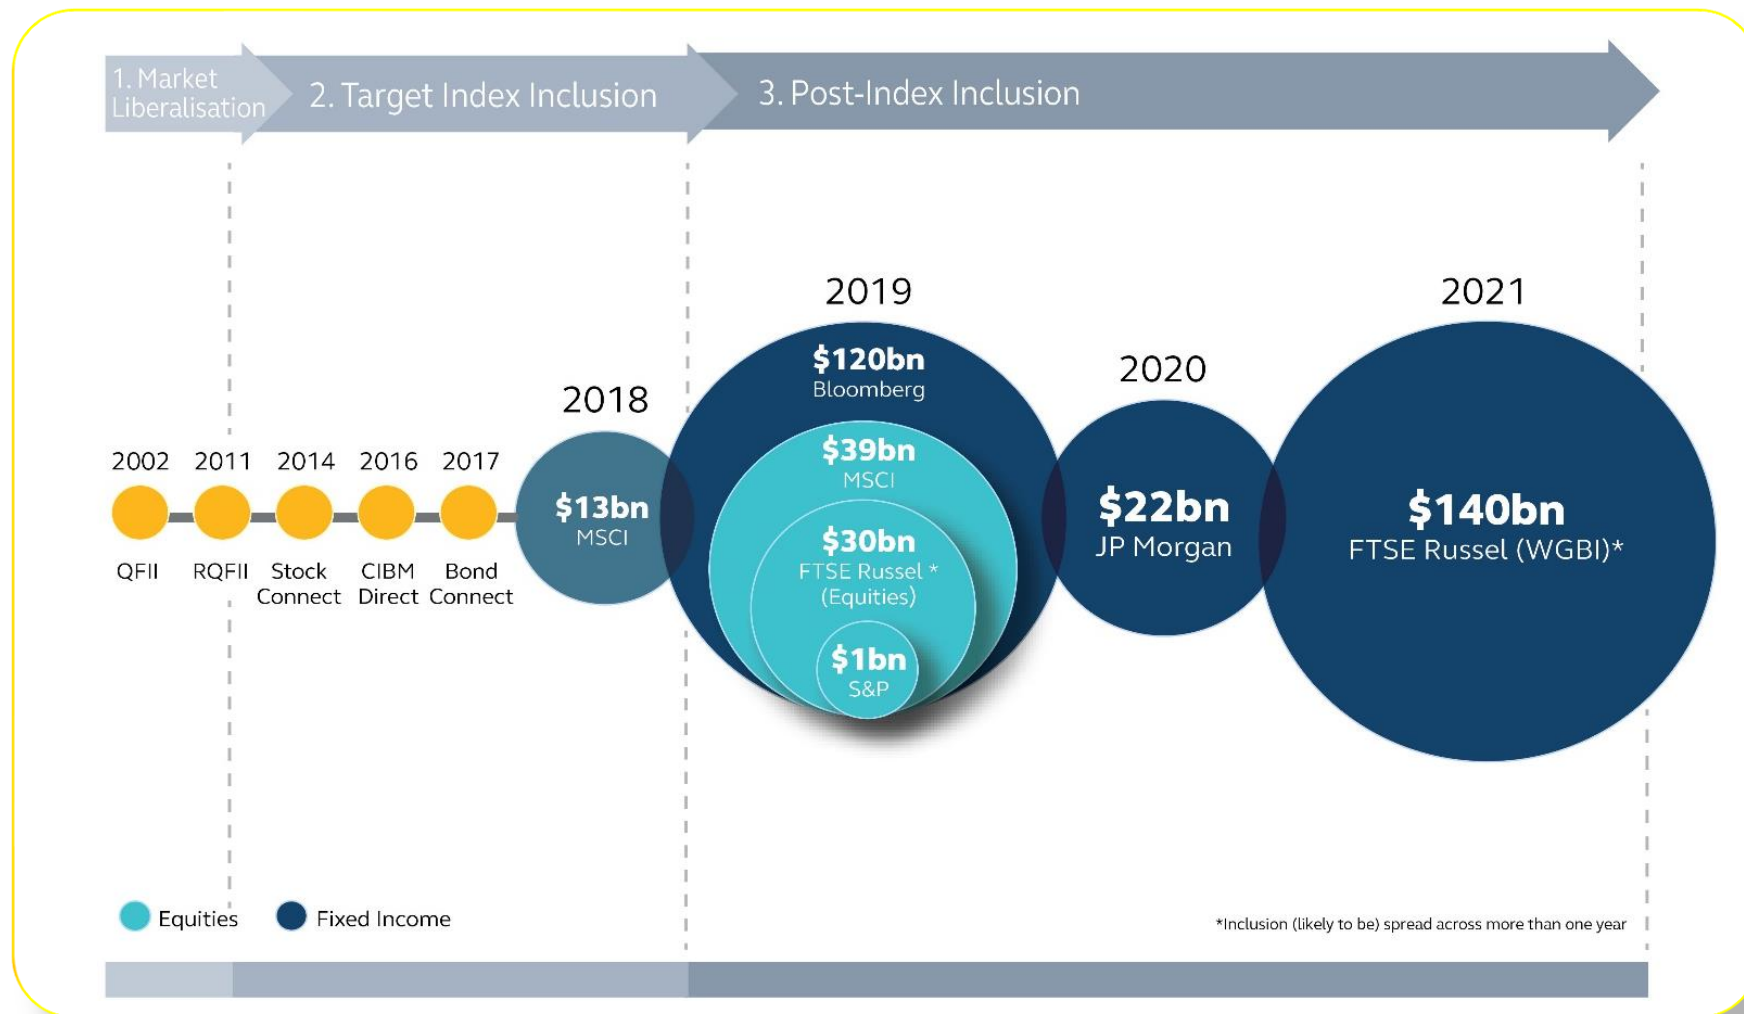 1. Market
Liberalisation
2. Target Index Inclusion
3. Post-Index Inclusion
2002
QFII
2011
RQFII
2014
Stock
Connect
2016
CIBM
Direct
2017
Bond
Connect
2018
$13bn
MSCI
2019
$120bn
Bloomberg
$39bn
MSCI
$30bn
FTSE Russel *
(Equities)
$1bn
S&P
2020
$22bn
JP Morgan
2021
$140bn
FTSE Russel (WGBI)*
Equities
Fixed Income
*Inclusion (likely to be) spread across more than one year